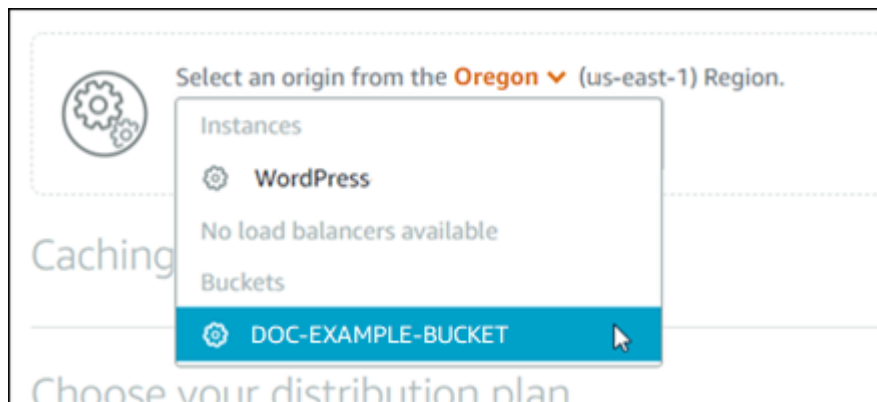 Select an origin from the Oregon (us-east-1) Region.
Instances
WordPress
No load balancers available
Caching
Buckets
DOC-EXAMPLE-BUCKET
Choose your distribution plan